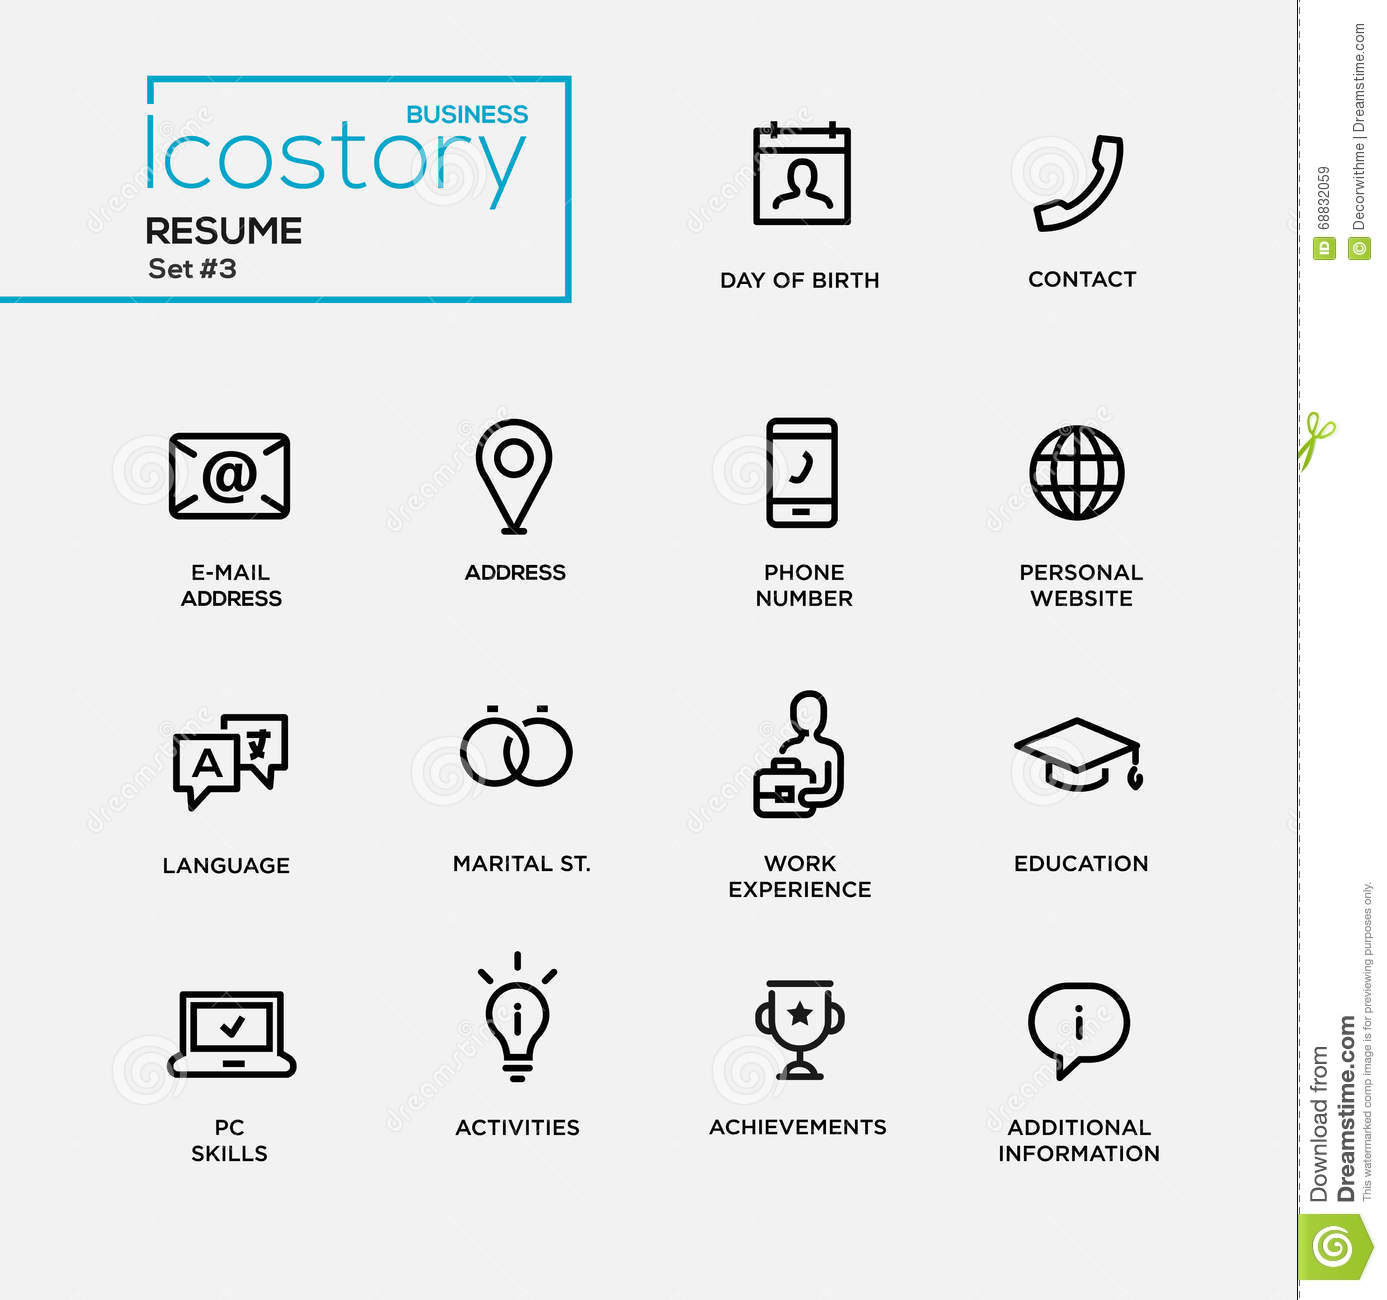 BUSINESS
Icostory
RESUME
Set #3
DAY OF BIRTH
CONTACT
@
E-MAIL
ADDRESS
ADDRESS
PHONE
NUMBER
PERSONAL
WEBSITE
A
LANGUAGE
MARITAL ST.
WORK
EXPERIENCE
EDUCATION
PC
SKILLS
i
ACTIVITIES
ACHIEVEMENTS
i
ADDITIONAL
INFORMATION
ID 68832059
© Decorwithme | Dreamstime.com
Download from
Dreamstime.com
This watermarked comp image is for previewing purposes only.
dreamstime